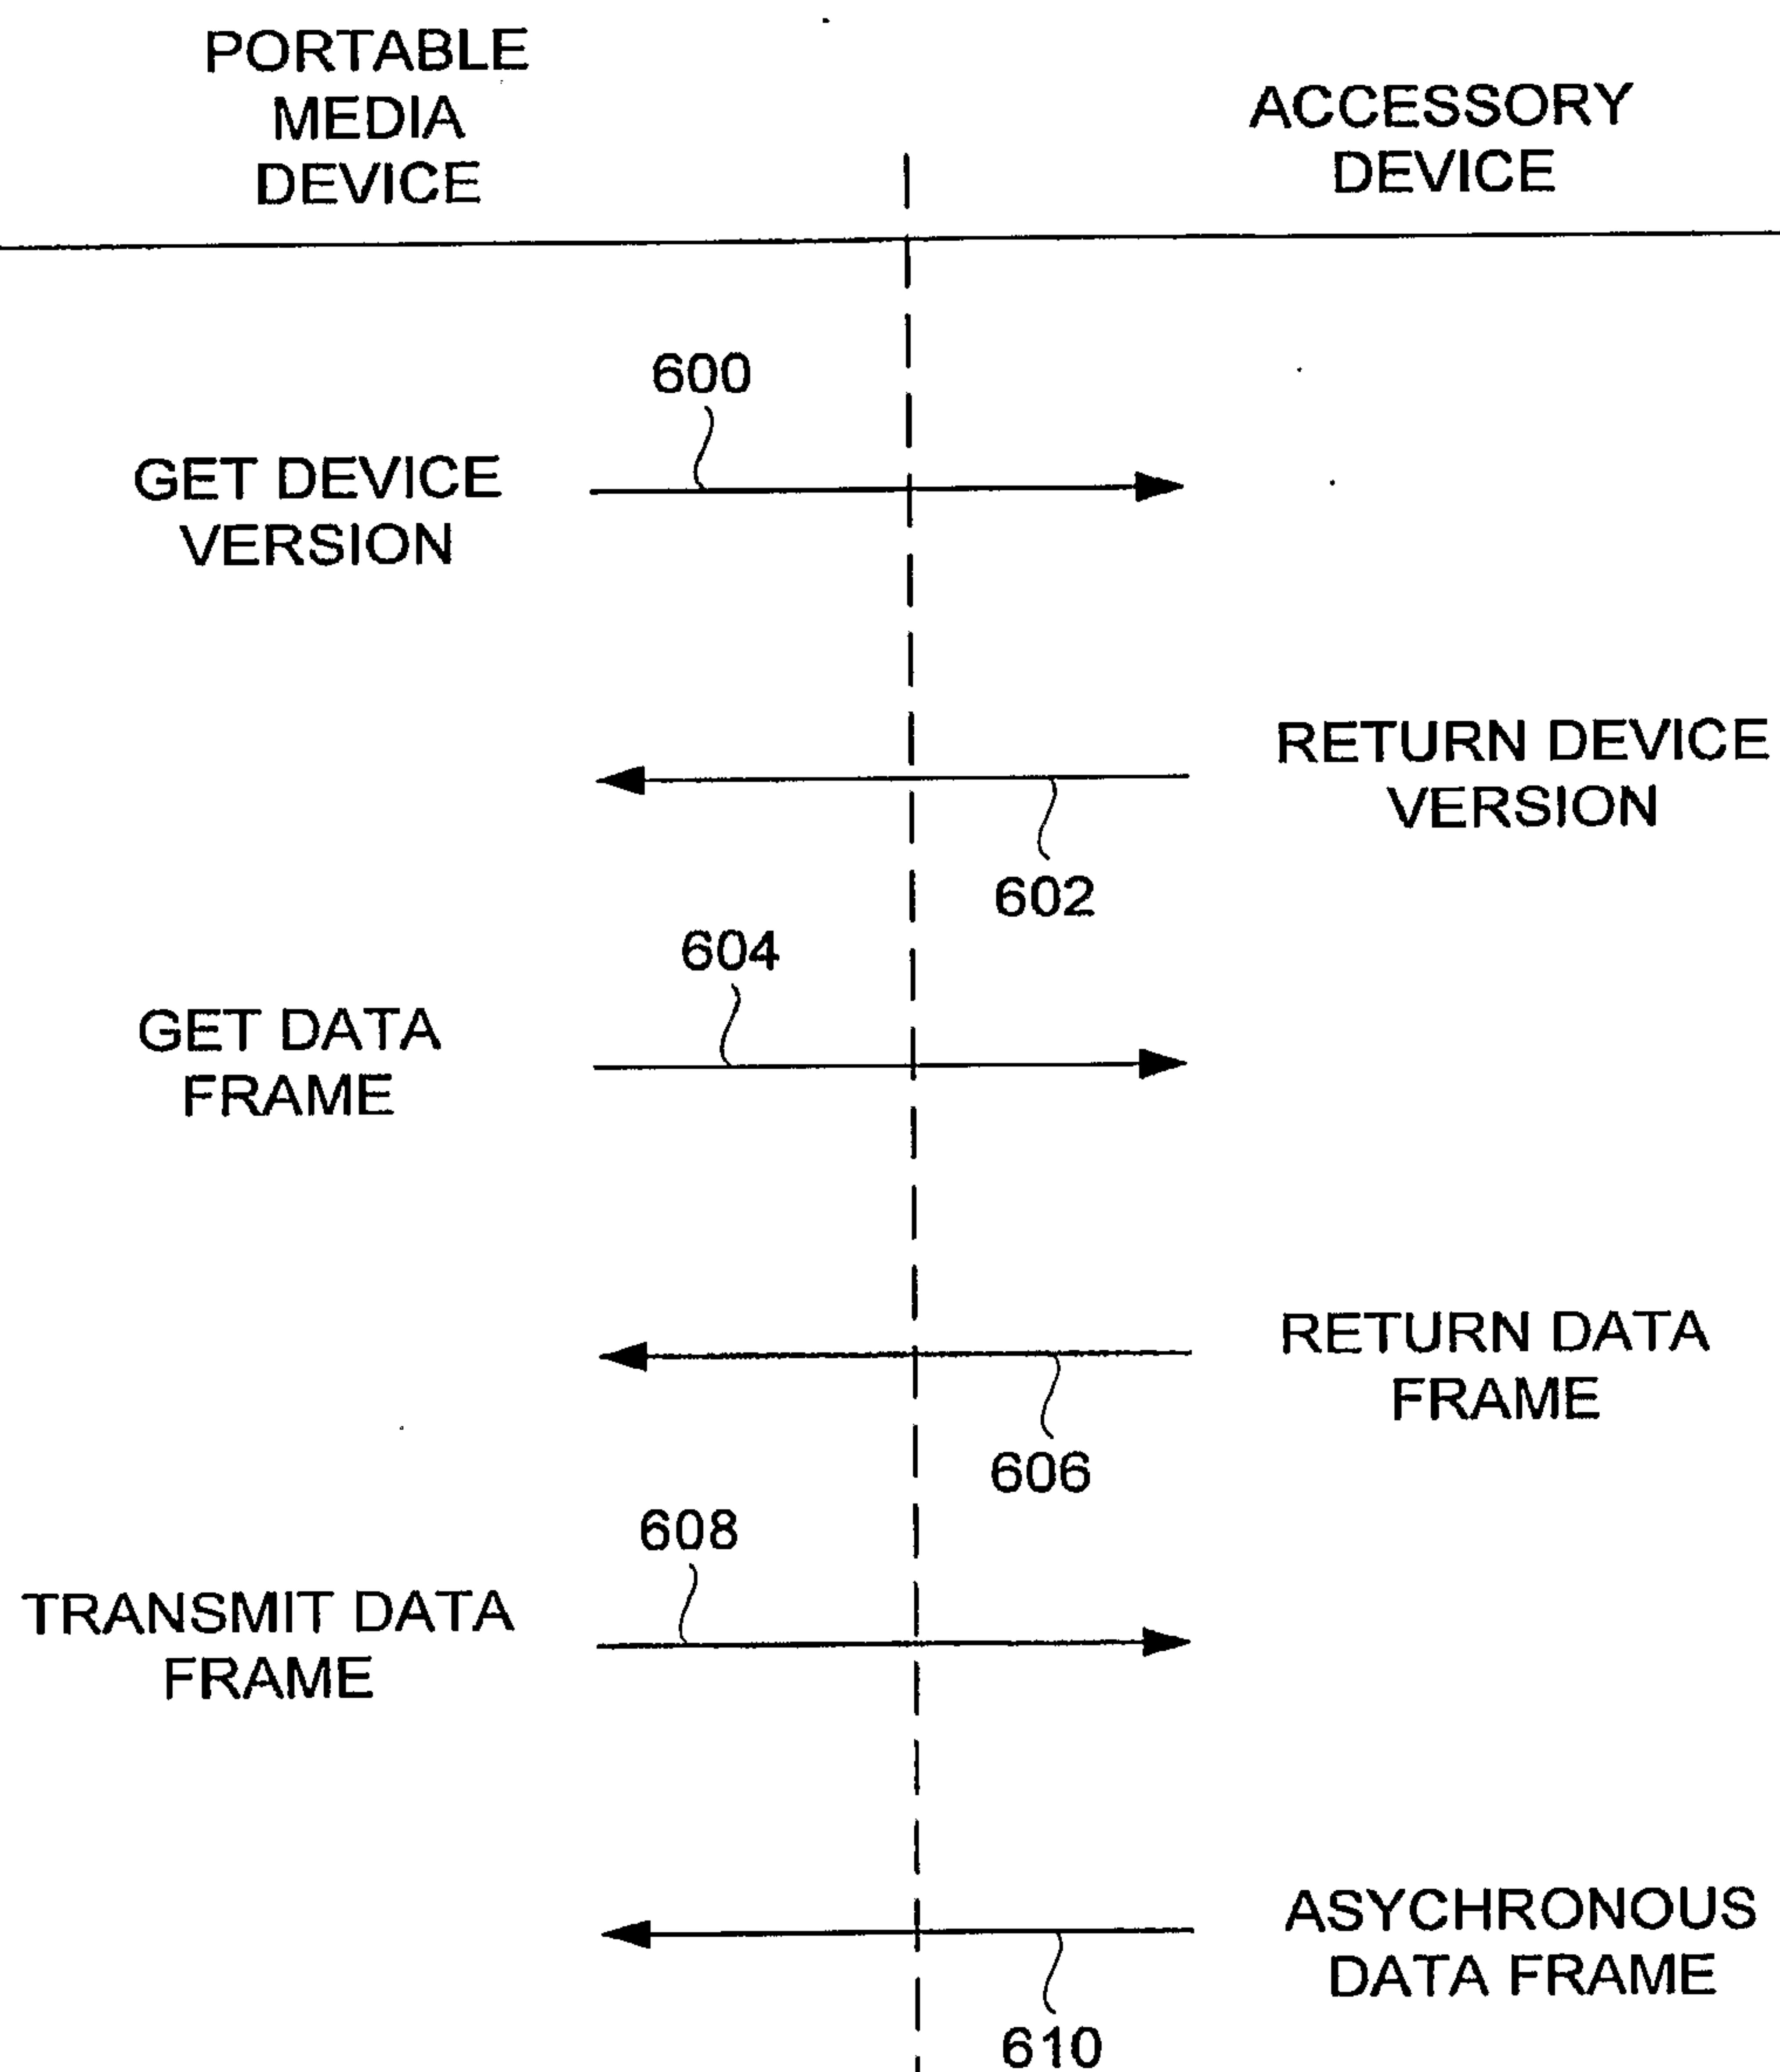 PORTABLE
MEDIA
DEVICE
ACCESSORY
DEVICE
600
GET DEVICE
VERSION
RETURN DEVICE
VERSION
602
604
GET DATA
FRAME
RETURN DATA
FRAME
606
608
TRANSMIT DATA
FRAME
ASYCHRONOUS
DATA FRAME
610